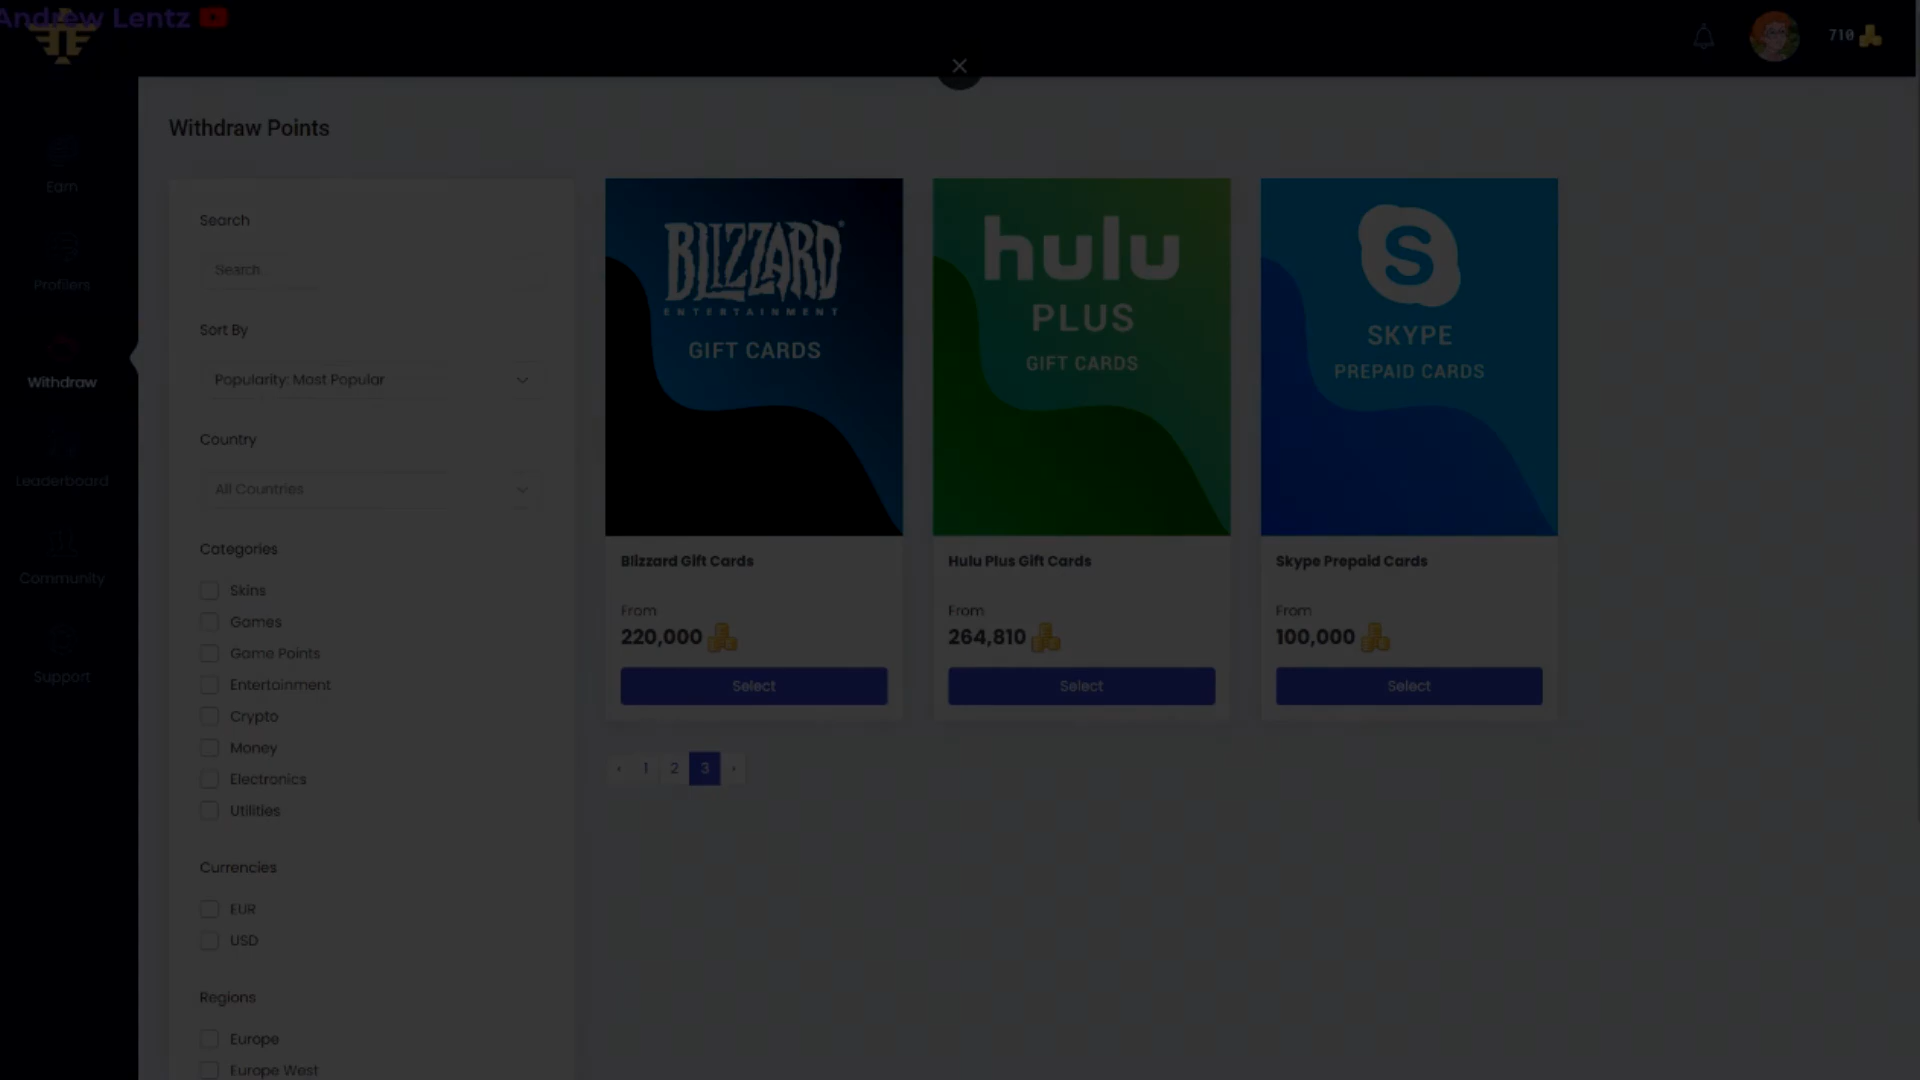 Andrew Lentz
710
Withdraw Points
Earn
Profilers
Withdraw
Leaderboard
Community
Support
Search
Search
Sort By
Popularity: Most Popular
Country
All Countries
Categories
Skins
Games
Game Points
Entertainment
Crypto
Money
Electronics
Utilities
Currencies
EUR
USD
Regions
Europe
Europe West
BLIZZARD
ENTERTAINMENT
GIFT CARDS
Blizzard Gift Cards
From
220,000
Select
hulu
PLUS
GIFT CARDS
Hulu Plus Gift Cards
From
264,810
Select
S
SKYPE
PREPAID CARDS
Skype Prepaid Cards
From
100,000
Select
‹ 1 2 3 ›